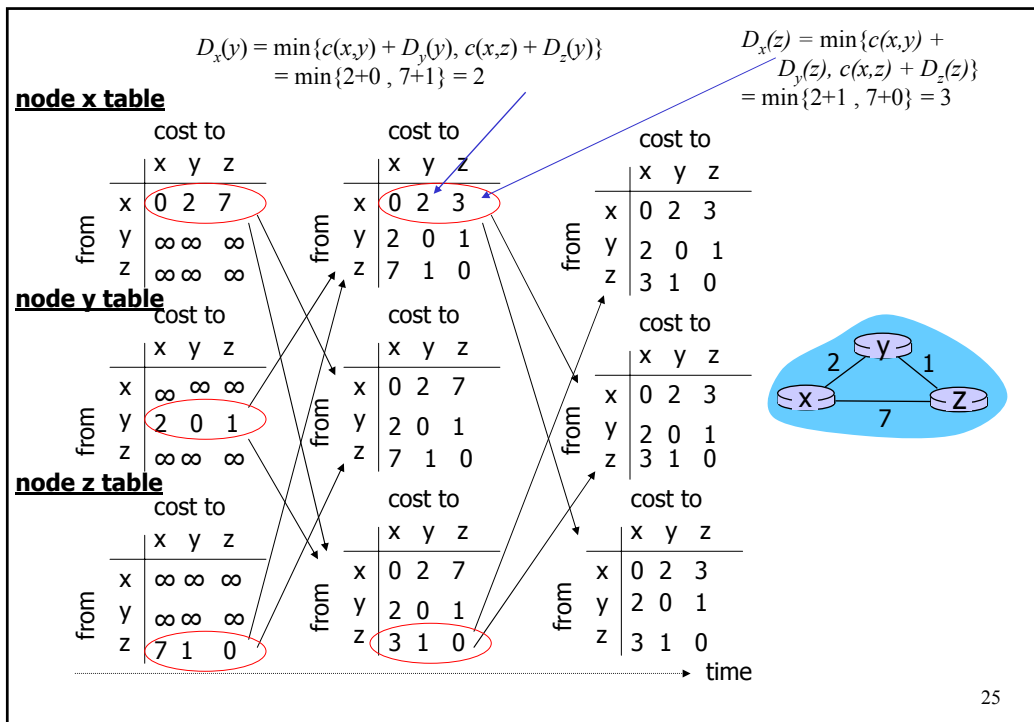 D_x(y) = min{c(x,y) + D_y(y), c(x,z) + D_z(y)}
= min{2+0 , 7+1} = 2
D_x(z) = min{c(x,y) +
D_y(z), c(x,z) + D_z(z)}
= min{2+1 , 7+0} = 3
node x table
cost to
x y z
from
x 0 2 7
y ∞ ∞ ∞
z ∞ ∞ ∞
cost to
x y z
from
x 0 2 3
y 2 0 1
z 7 1 0
cost to
x y z
from
x 0 2 3
y 2 0 1
z 3 1 0
node y table
cost to
x y z
from
x ∞ ∞ ∞
y 2 0 1
z ∞ ∞ ∞
cost to
x y z
from
x 0 2 7
y 2 0 1
z 7 1 0
cost to
x y z
from
x 0 2 3
y 2 0 1
z 3 1 0
node z table
cost to
x y z
from
x ∞ ∞ ∞
y ∞ ∞ ∞
z 7 1 0
cost to
x y z
from
x 0 2 7
y 2 0 1
z 3 1 0
cost to
x y z
from
x 0 2 3
y 2 0 1
z 3 1 0
y
2 1
x z
7
time
25